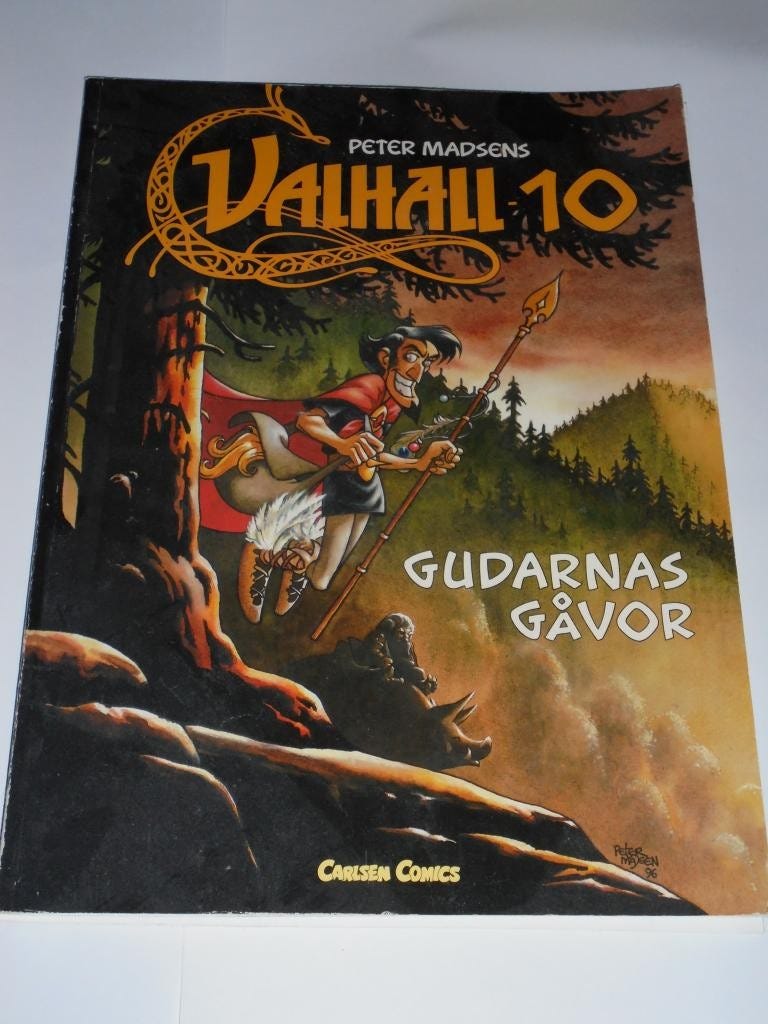 PETER MADSENS
VALHALL-10
GUDARNAS
GÅVOR
PETER
MADSEN
96
CARLSEN COMICS